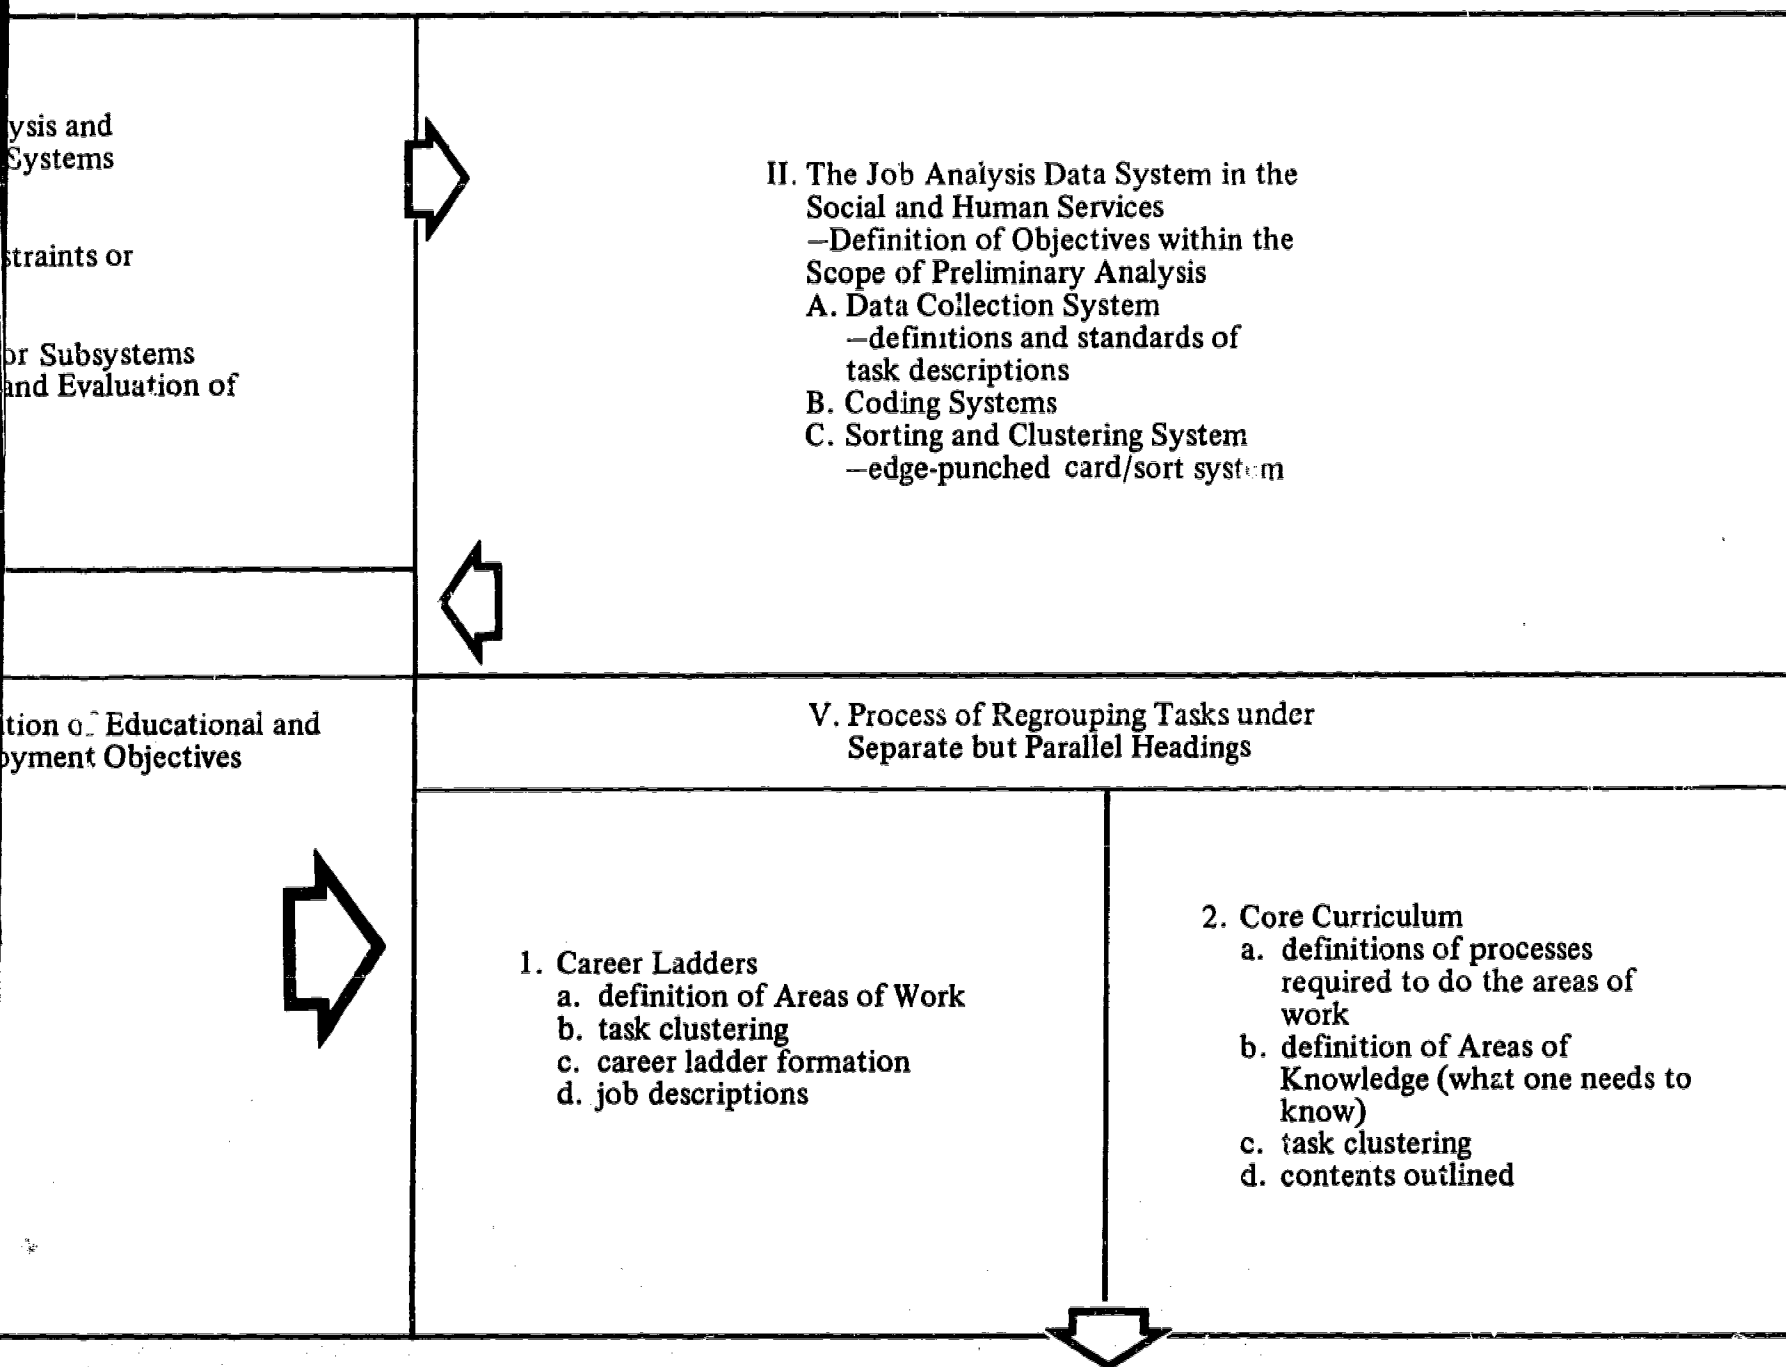 ysis and
Systems
straints or
or Subsystems
and Evaluation of
II. The Job Analysis Data System in the
Social and Human Services
—Definition of Objectives within the
Scope of Preliminary Analysis
A. Data Collection System
—definitions and standards of
task descriptions
B. Coding Systems
C. Sorting and Clustering System
—edge-punched card/sort system
tion of Educational and
oyment Objectives
V. Process of Regrouping Tasks under
Separate but Parallel Headings
1. Career Ladders
a. definition of Areas of Work
b. task clustering
c. career ladder formation
d. job descriptions
2. Core Curriculum
a. definitions of processes
required to do the areas of
work
b. definition of Areas of
Knowledge (what one needs to
know)
c. task clustering
d. contents outlined